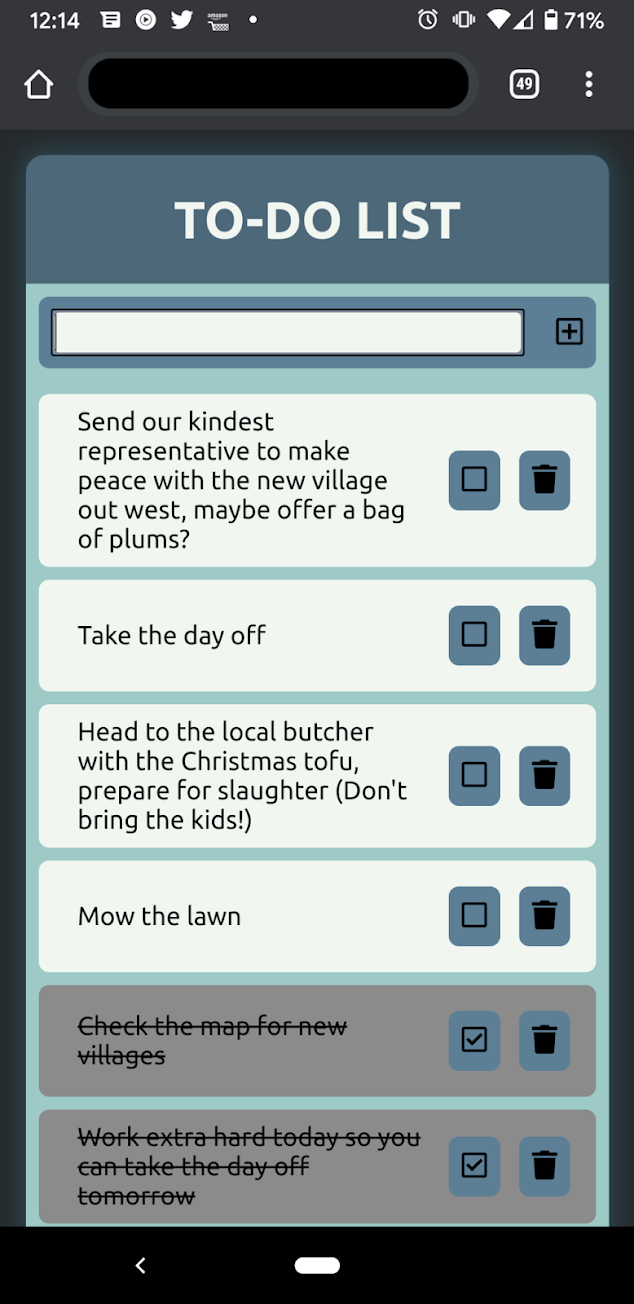 12:14
amazon
71%
49
TO-DO LIST
Send our kindest
representative to make
peace with the new village
out west, maybe offer a bag
of plums?
Take the day off
Head to the local butcher
with the Christmas tofu,
prepare for slaughter (Don't
bring the kids!)
Mow the lawn
Check the map for new
villages
Work extra hard today so you
can take the day off
tomorrow